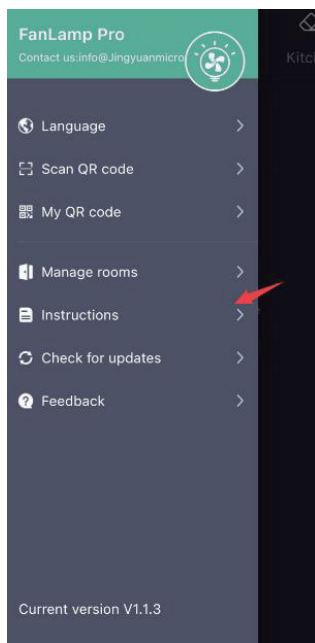 FanLamp Pro
Contact us:info@Jingyuanmicro
Kitc
Language
Scan QR code
My QR code
Manage rooms
Instructions
Check for updates
Feedback
Current version V1.1.3